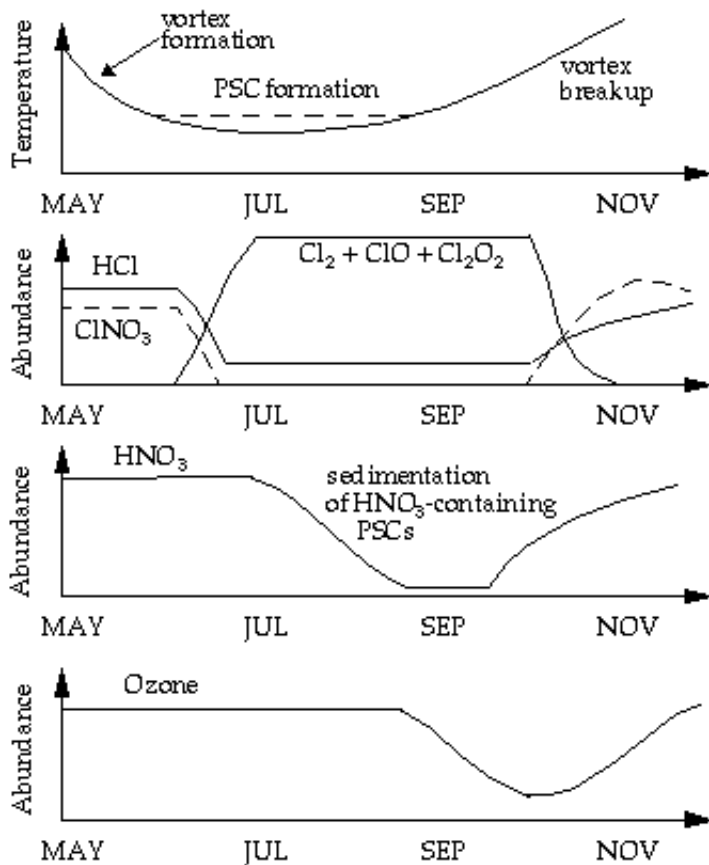 vortex
formation
PSC formation
vortex
breakup
Temperature
MAY JUL SEP NOV
HCl
Cl₂ + ClO + Cl₂O₂
ClNO₃
Abundance
MAY JUL SEP NOV
HNO₃
sedimentation
of HNO₃-containing
PSCs
Abundance
MAY JUL SEP NOV
Ozone
Abundance
MAY JUL SEP NOV